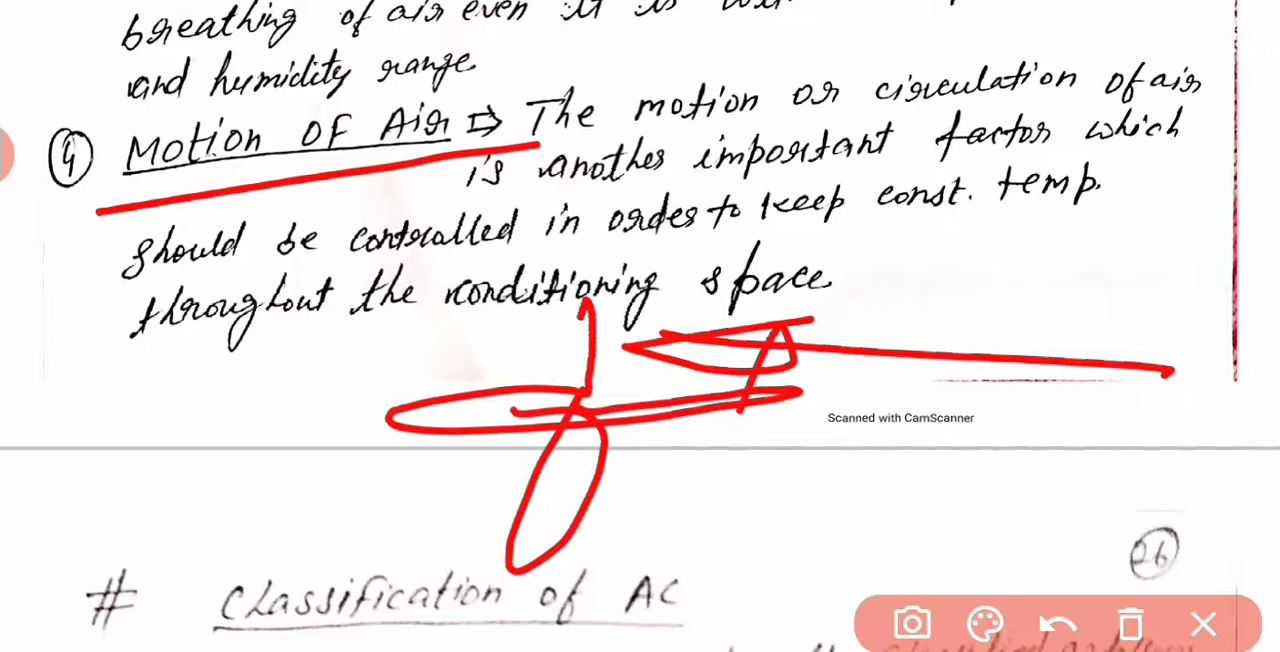 breathing of air even it is
and humidity range
④ Motion OF Air ⇒ The motion or circulation of air
is another important factor which
should be controlled in order to keep const. temp.
throughout the conditioning space
Scanned with CamScanner
26
# Classification of AC